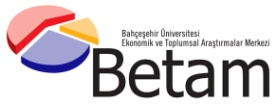 Bahçeşehir Üniversitesi
Ekonomik ve Toplumsal Araştırmalar Merkezi
Betam